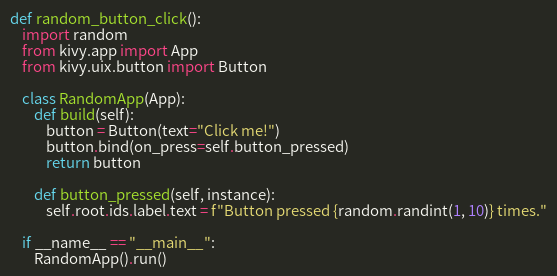 def random_button_click():
    import random
    from kivy.app import App
    from kivy.uix.button import Button

    class RandomApp(App):
        def build(self):
            button = Button(text="Click me!")
            button.bind(on_press=self.button_pressed)
            return button

        def button_pressed(self, instance):
            self.root.ids.label.text = f"Button pressed {random.randint(1, 10)} times."

    if __name__ == "__main__":
        RandomApp().run()